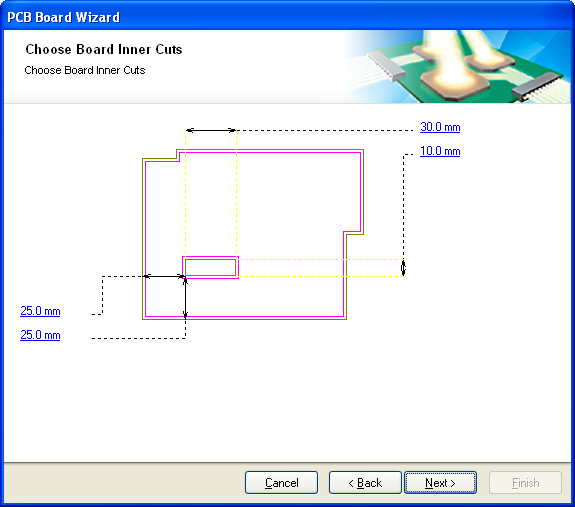 PCB Board Wizard
Choose Board Inner Cuts
Choose Board Inner Cuts
30.0 mm
10.0 mm
25.0 mm
25.0 mm
Cancel
< Back
Next >
Finish